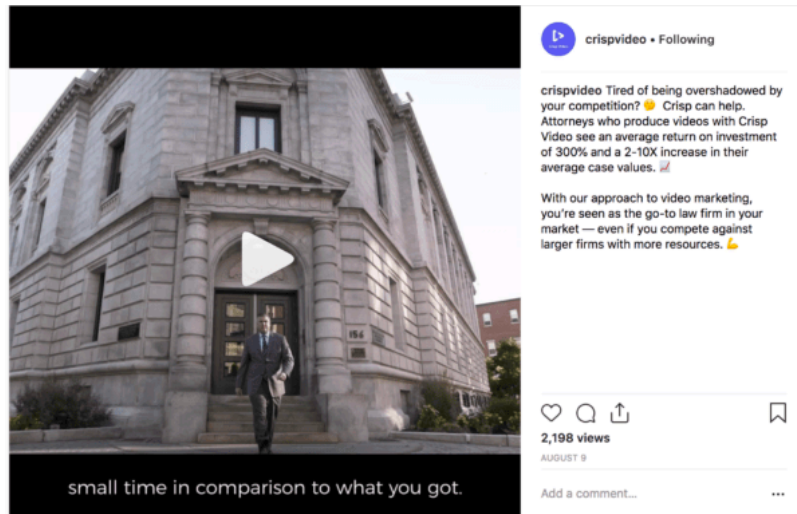 crispvideo • Following
crispvideo Tired of being overshadowed by
your competition? 🤔 Crisp can help.
Attorneys who produce videos with Crisp
Video see an average return on investment
of 300% and a 2-10X increase in their
average case values. 📈
With our approach to video marketing,
you're seen as the go-to law firm in your
market — even if you compete against
larger firms with more resources. 💪
156
small time in comparison to what you got.
2,198 views
AUGUST 9
Add a comment...